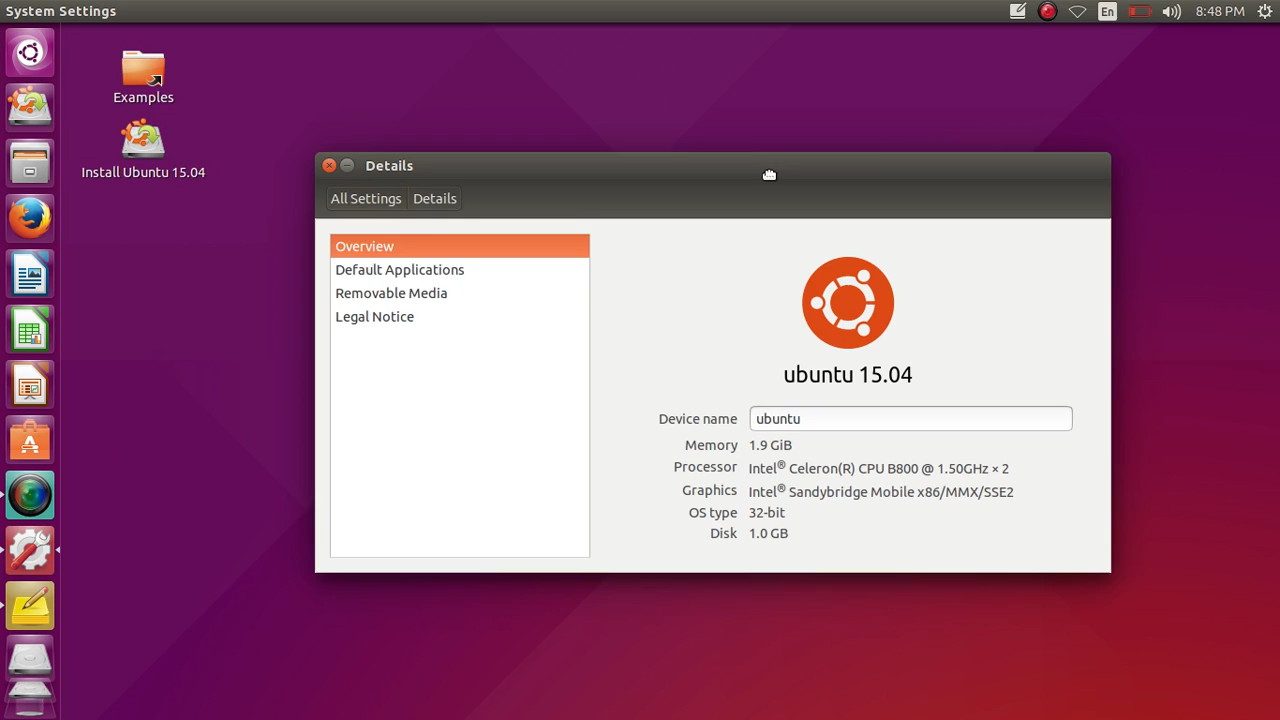 System Settings
En
8:48 PM
Examples
Install Ubuntu 15.04
Details
All Settings Details
Overview
Default Applications
Removable Media
Legal Notice
ubuntu 15.04
Device name ubuntu
Memory 1.9 GiB
Processor Intel® Celeron(R) CPU B800 @ 1.50GHz × 2
Graphics Intel® Sandybridge Mobile x86/MMX/SSE2
OS type 32-bit
Disk 1.0 GB